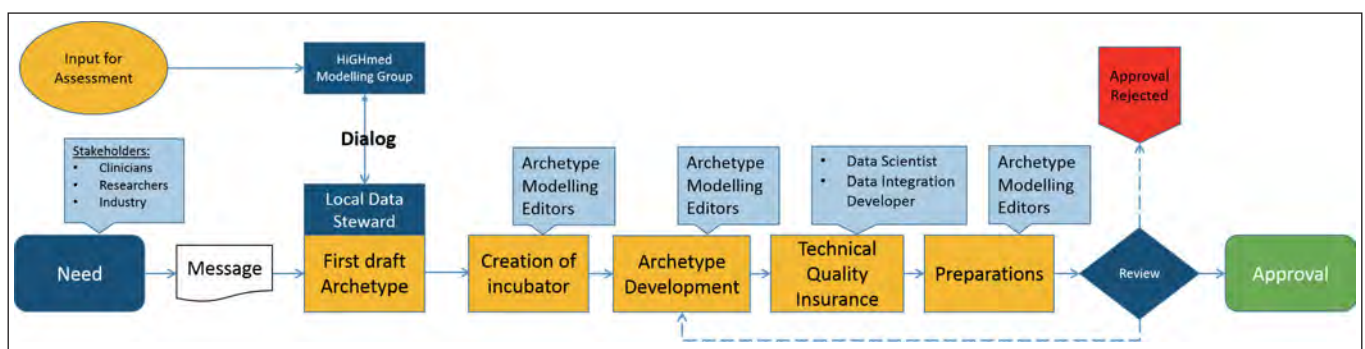 Input for
Assessment
HiGHmed
Modelling Group
Approval
Rejected
Dialog
Stakeholders:
• Clinicians
• Researchers
• Industry
Archetype
Modelling
Editors
Archetype
Modelling
Editors
• Data Scientist
• Data Integration
Developer
Archetype
Modelling
Editors
Local Data
Steward
Need
Message
First draft
Archetype
Creation of
incubator
Archetype
Development
Technical
Quality
Insurance
Preparations
Review
Approval